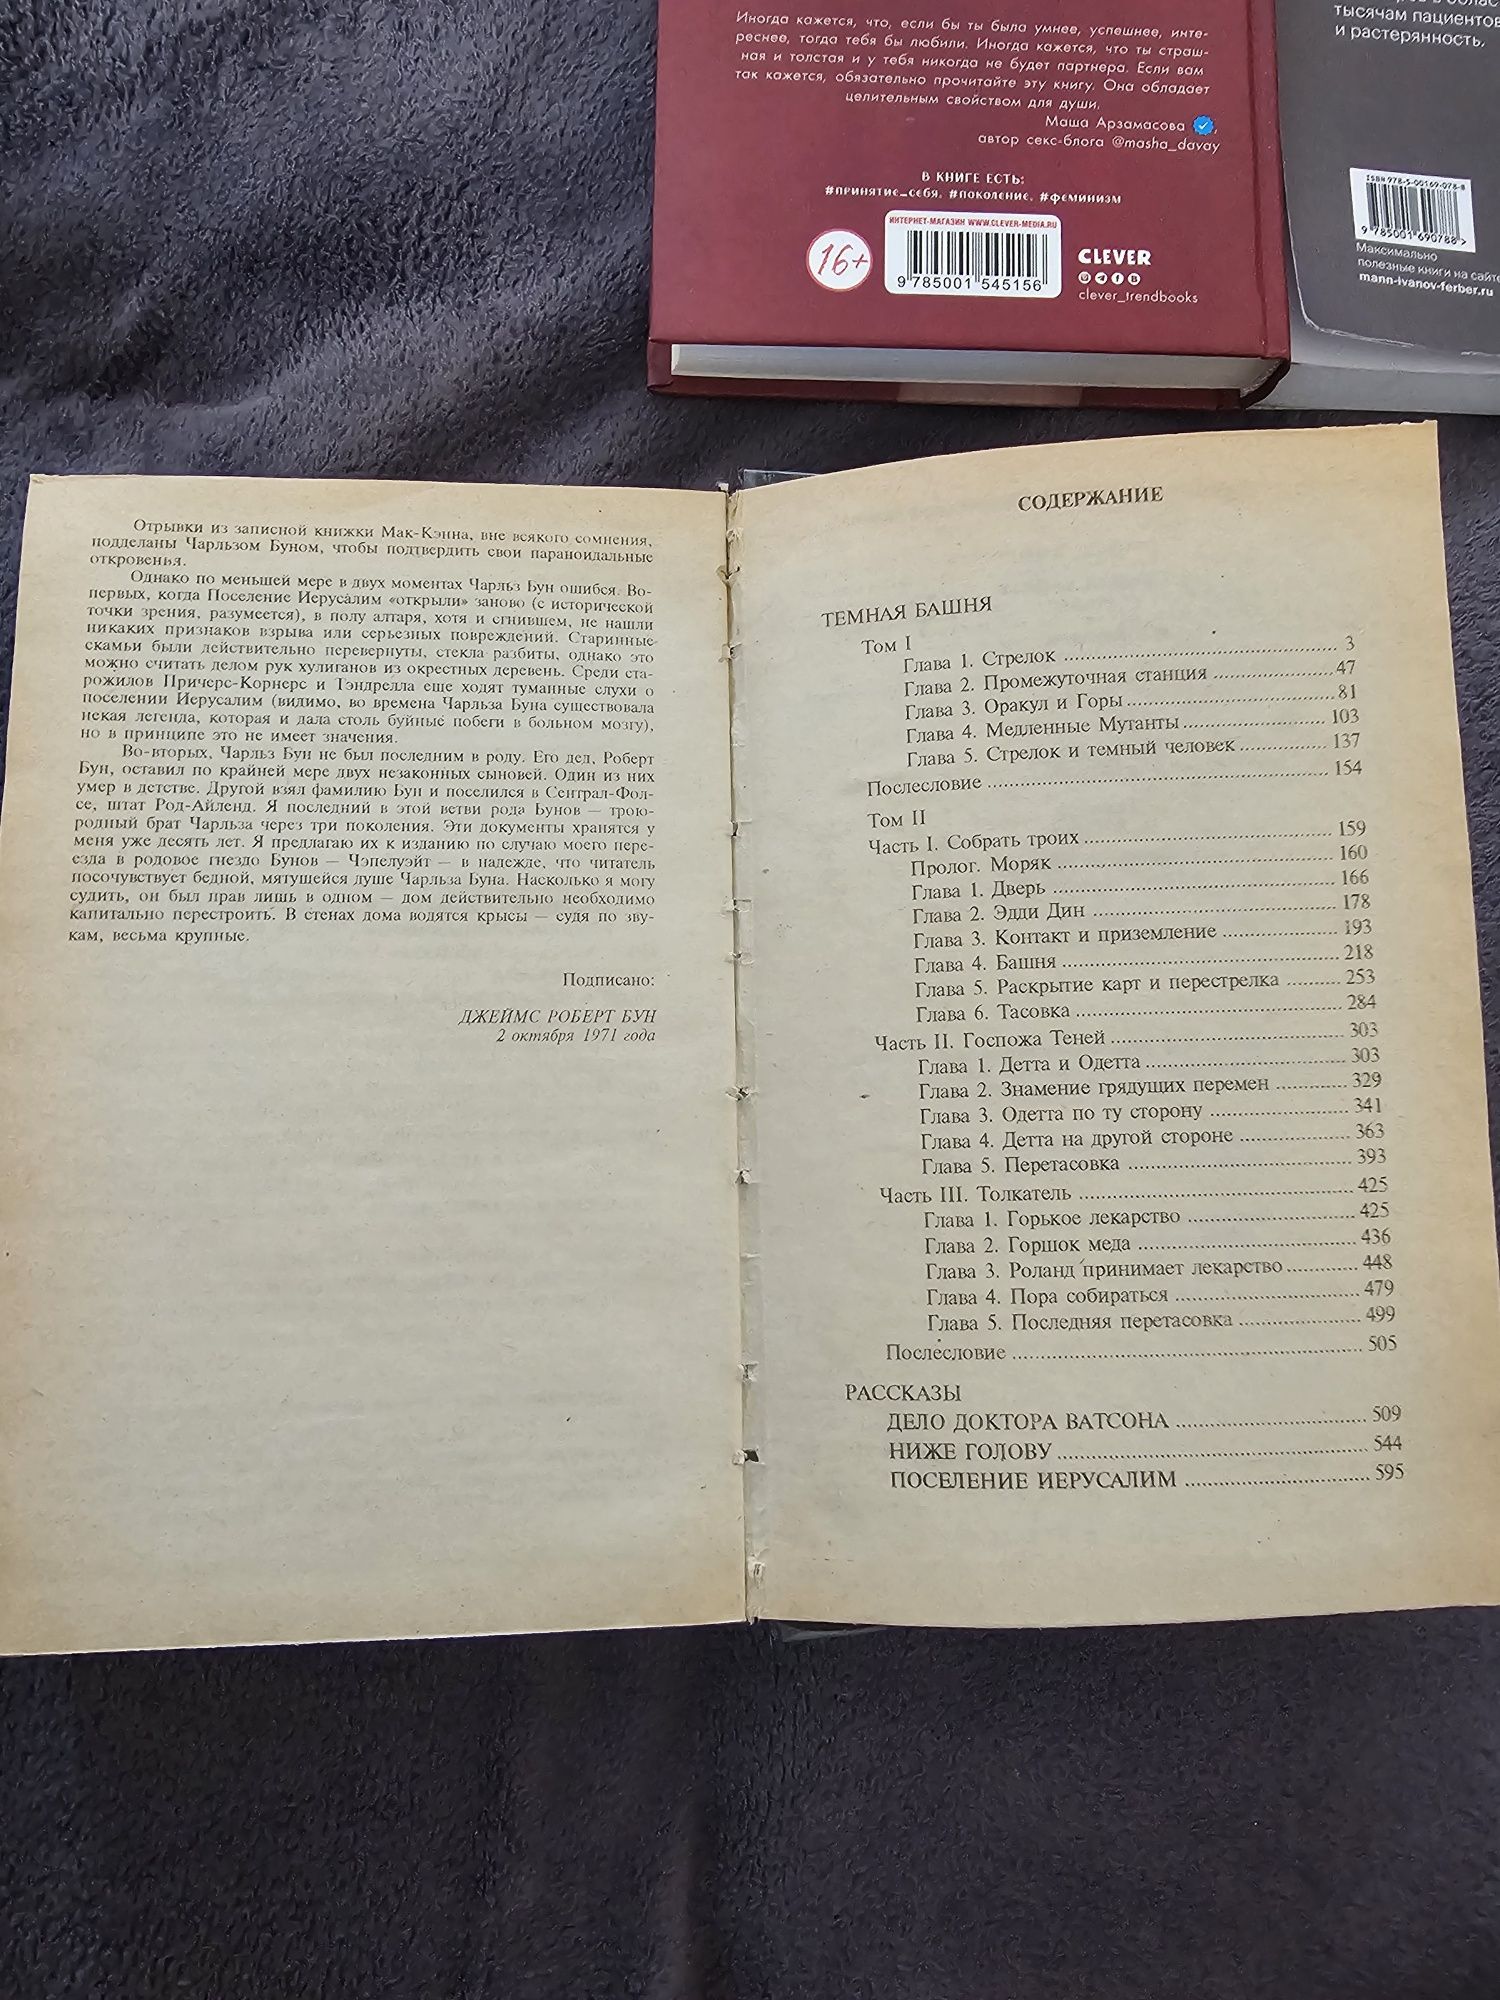 Иногда кажется, что, если бы ты была умнее, успешнее, инте-
реснее, тогда тебя бы любили. Иногда кажется, что ты страш-
ная и толстая и у тебя никогда не будет партнера. Если вам
так кажется, обязательно прочитайте эту книгу. Она обладает
целительным свойством для души.
Маша Арзамасова ,
автор секс-блога @masha_davay
В КНИГЕ ЕСТЬ:
#ПРИНЯТИЕ_СЕБЯ, #ПОКОЛЕНИЕ, #ФЕМИНИЗМ
16+
ИНТЕРНЕТ-МАГАЗИН WWW.CLEVER-MEDIA.RU
9 785001 545156
CLEVER
clever_trendbooks
тысячам пациентов
и растерянность.
ISBN 978-5-00169-078-8
9 785001 690788 >
Максимально
полезные книги на сайте
mann-ivanov-ferber.ru
Отрывки из записной книжки Мак-Кэнна, вне всякого сомнения,
подделаны Чарльзом Буном, чтобы подтвердить свои параноидальные
откровенья.
Однако по меньшей мере в двух моментах Чарльз Бун ошибся. Во-
первых, когда Поселение Иерусалим «открыли» заново (с исторической
точки зрения, разумеется), в полу алтаря, хотя и сгнившем, не нашли
никаких признаков взрыва или серьезных повреждений. Старинные
скамьи были действительно перевернуты, стекла разбиты, однако это
можно считать делом рук хулиганов из окрестных деревень. Среди ста-
рожилов Причерс-Корнерс и Тэндрелла еще ходят туманные слухи о
поселении Иерусалим (видимо, во времена Чарльза Буна существовала
некая легенда, которая и дала столь буйные побеги в больном мозгу),
но в принципе это не имеет значения.
Во-вторых, Чарльз Бун не был последним в роду. Его дед, Роберт
Бун, оставил по крайней мере двух незаконных сыновей. Один из них
умер в детстве. Другой взял фамилию Бун и поселился в Сентрал-Фол-
се, штат Род-Айленд. Я последний в этой ветви рода Бунов — трою-
родный брат Чарльза через три поколения. Эти документы хранятся у
меня уже десять лет. Я предлагаю их к изданию по случаю моего пере-
езда в родовое гнездо Бунов — Чэпелуэйт — в надежде, что читатель
посочувствует бедной, мятущейся душе Чарльза Буна. Насколько я могу
судить, он был прав лишь в одном — дом действительно необходимо
капитально перестроить. В стенах дома водятся крысы — судя по зву-
кам, весьма крупные.
Подписано:
ДЖЕЙМС РОБЕРТ БУН
2 октября 1971 года
СОДЕРЖАНИЕ
ТЕМНАЯ БАШНЯ
Том I
Глава 1. Стрелок ........ 3
Глава 2. Промежуточная станция ........ 47
Глава 3. Оракул и Горы ........ 81
Глава 4. Медленные Мутанты ........ 103
Глава 5. Стрелок и темный человек ........ 137
Послесловие ........ 154
Том II
Часть I. Собрать троих ........ 159
Пролог. Моряк ........ 160
Глава 1. Дверь ........ 166
Глава 2. Эдди Дин ........ 178
Глава 3. Контакт и приземление ........ 193
Глава 4. Башня ........ 218
Глава 5. Раскрытие карт и перестрелка ........ 253
Глава 6. Тасовка ........ 284
Часть II. Госпожа Теней ........ 303
Глава 1. Детта и Одетта ........ 303
Глава 2. Знамение грядущих перемен ........ 329
Глава 3. Одетта по ту сторону ........ 341
Глава 4. Детта на другой стороне ........ 363
Глава 5. Перетасовка ........ 393
Часть III. Толкатель ........ 425
Глава 1. Горькое лекарство ........ 425
Глава 2. Горшок меда ........ 436
Глава 3. Роланд принимает лекарство ........ 448
Глава 4. Пора собираться ........ 479
Глава 5. Последняя перетасовка ........ 499
Послесловие ........ 505
РАССКАЗЫ
ДЕЛО ДОКТОРА ВАТСОНА ........ 509
НИЖЕ ГОЛОВУ ........ 544
ПОСЕЛЕНИЕ ИЕРУСАЛИМ ........ 595